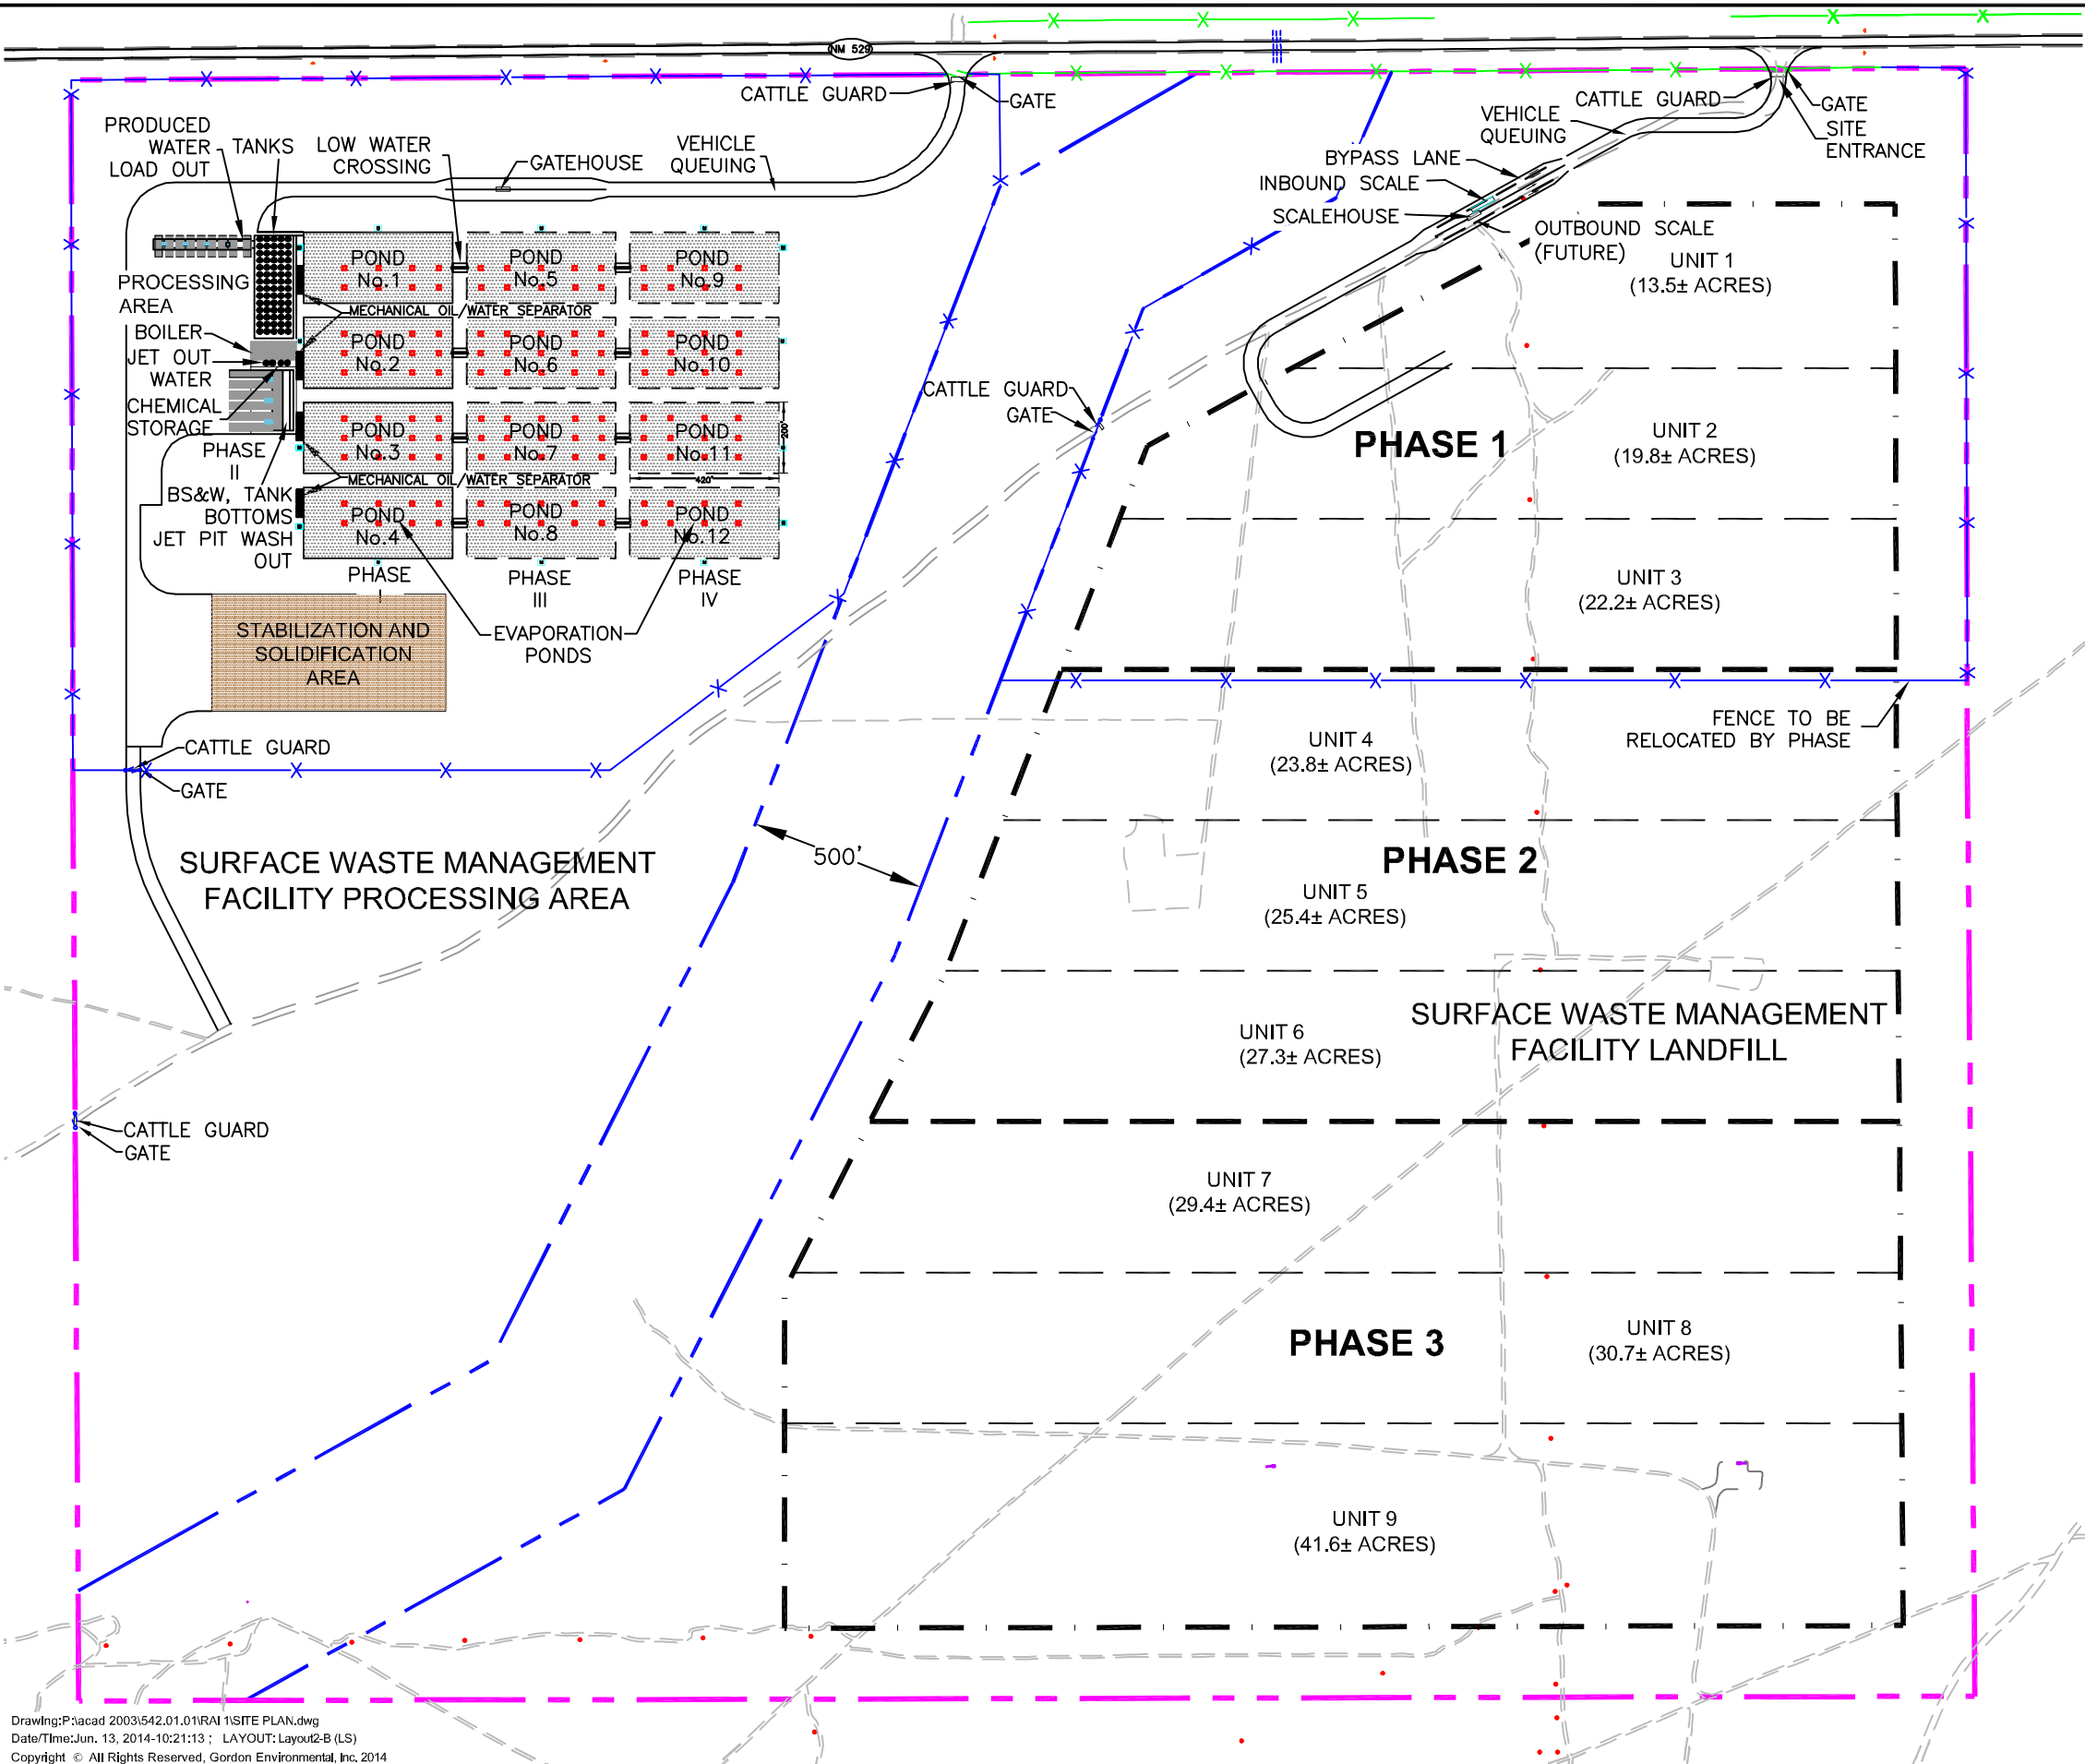 NM 529
CATTLE GUARD
GATE
CATTLE GUARD
GATE
SITE
ENTRANCE
VEHICLE
QUEUING
PRODUCED
WATER
LOAD OUT
TANKS
LOW WATER
CROSSING
GATEHOUSE
VEHICLE
QUEUING
BYPASS LANE
INBOUND SCALE
SCALEHOUSE
OUTBOUND SCALE
(FUTURE)
UNIT 1
(13.5± ACRES)
POND
No.1
POND
No.5
POND
No.9
PROCESSING
AREA
MECHANICAL OIL/WATER SEPARATOR
BOILER
JET OUT
WATER
POND
No.2
POND
No.6
POND
No.10
CHEMICAL
STORAGE
CATTLE GUARD
GATE
POND
No.3
POND
No.7
POND
No.11
200'
420'
PHASE 1
UNIT 2
(19.8± ACRES)
PHASE
II
MECHANICAL OIL/WATER SEPARATOR
BS&W, TANK
BOTTOMS
JET PIT WASH
OUT
POND
No.4
POND
No.8
POND
No.12
PHASE
I
PHASE
III
PHASE
IV
UNIT 3
(22.2± ACRES)
STABILIZATION AND
SOLIDIFICATION
AREA
EVAPORATION
PONDS
FENCE TO BE
RELOCATED BY PHASE
CATTLE GUARD
GATE
UNIT 4
(23.8± ACRES)
SURFACE WASTE MANAGEMENT
FACILITY PROCESSING AREA
500'
PHASE 2
UNIT 5
(25.4± ACRES)
SURFACE WASTE MANAGEMENT
FACILITY LANDFILL
UNIT 6
(27.3± ACRES)
CATTLE GUARD
GATE
UNIT 7
(29.4± ACRES)
PHASE 3
UNIT 8
(30.7± ACRES)
UNIT 9
(41.6± ACRES)
Drawing:P:\acad 2003\542.01.01\RAI 1\SITE PLAN.dwg
Date/Time:Jun. 13, 2014-10:21:13 ; LAYOUT: Layout2-B (LS)
Copyright © All Rights Reserved, Gordon Environmental, Inc. 2014